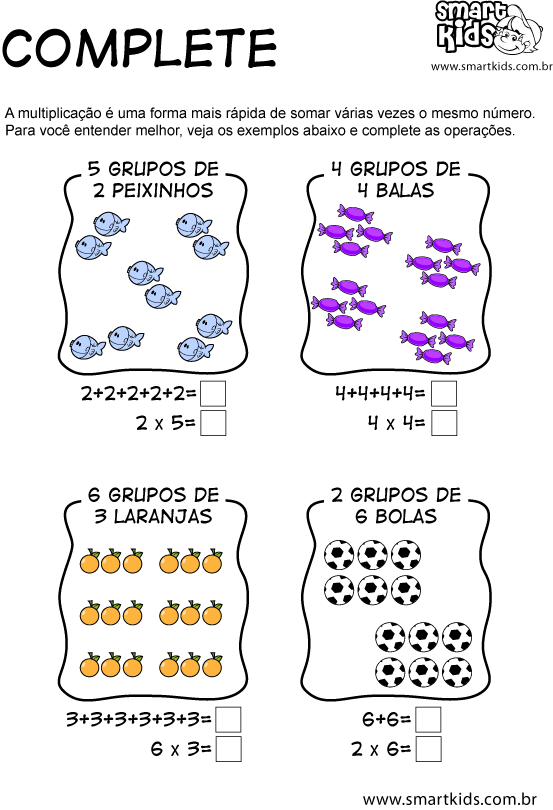 COMPLETE
Smart Kids
www.smartkids.com.br
A multiplicação é uma forma mais rápida de somar várias vezes o mesmo número.
Para você entender melhor, veja os exemplos abaixo e complete as operações.
5 GRUPOS DE
2 PEIXINHOS
2+2+2+2+2=
2 x 5=
4 GRUPOS DE
4 BALAS
4+4+4+4=
4 x 4=
6 GRUPOS DE
3 LARANJAS
3+3+3+3+3+3=
6 x 3=
2 GRUPOS DE
6 BOLAS
6+6=
2 x 6=
www.smartkids.com.br